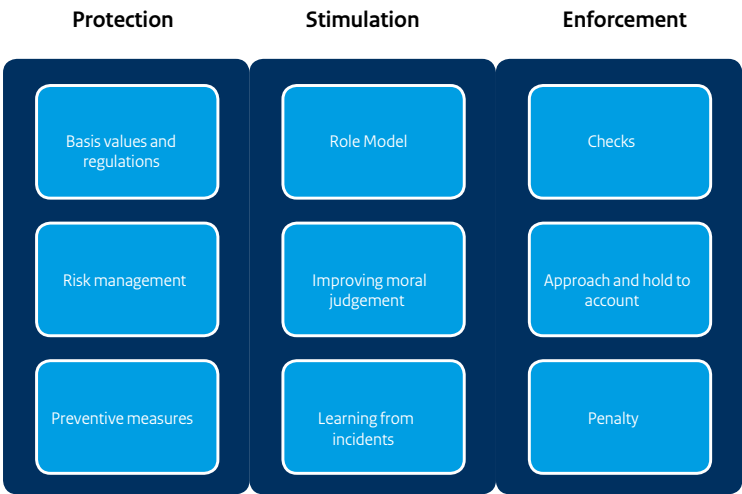 Protection
Stimulation
Enforcement
Basis values and
regulations
Role Model
Checks
Risk management
Improving moral
judgement
Approach and hold to
account
Preventive measures
Learning from
incidents
Penalty